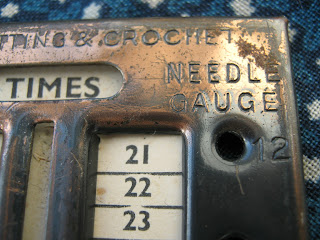 TTING & CROCHET
TIMES
NEEDLE
GAUGE
12
21
22
23